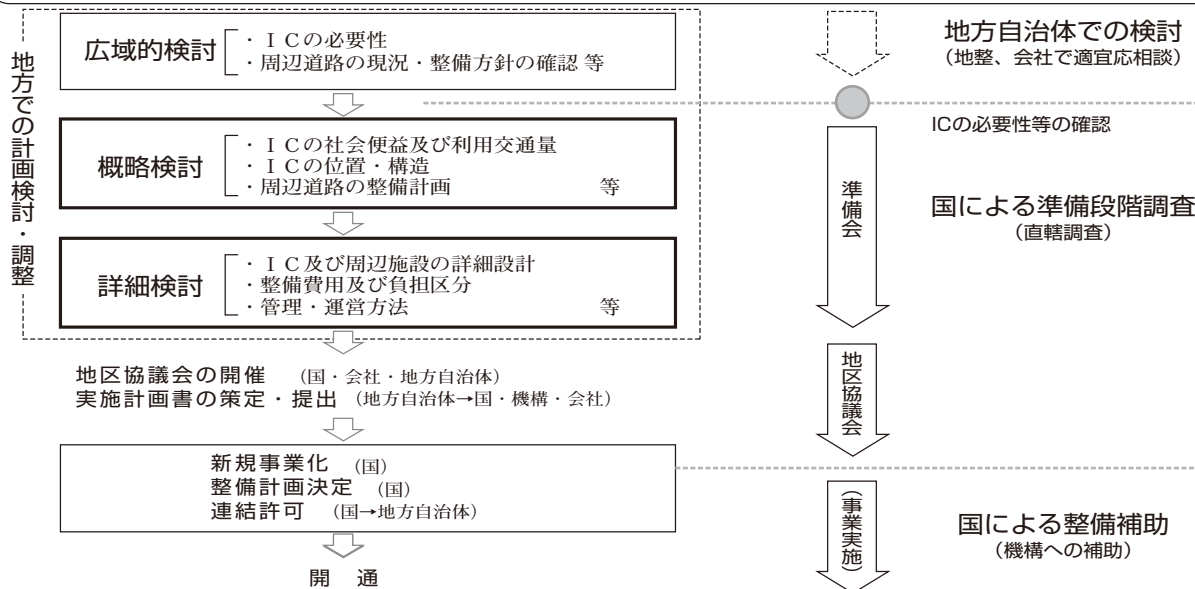 地方での計画検討・調整
広域的検討
・ＩＣの必要性
・周辺道路の現況・整備方針の確認 等
概略検討
・ＩＣの社会便益及び利用交通量
・ＩＣの位置・構造
・周辺道路の整備計画 等
詳細検討
・ＩＣ及び周辺施設の詳細設計
・整備費用及び負担区分
・管理・運営方法 等
地区協議会の開催 （国・会社・地方自治体）
実施計画書の策定・提出 （地方自治体→国・機構・会社）
新規事業化 （国）
整備計画決定 （国）
連結許可 （国→地方自治体）
開 通
準備会
地区協議会
（事業実施）
地方自治体での検討
（地整、会社で適宜応相談）
ICの必要性等の確認
国による準備段階調査
（直轄調査）
国による整備補助
（機構への補助）